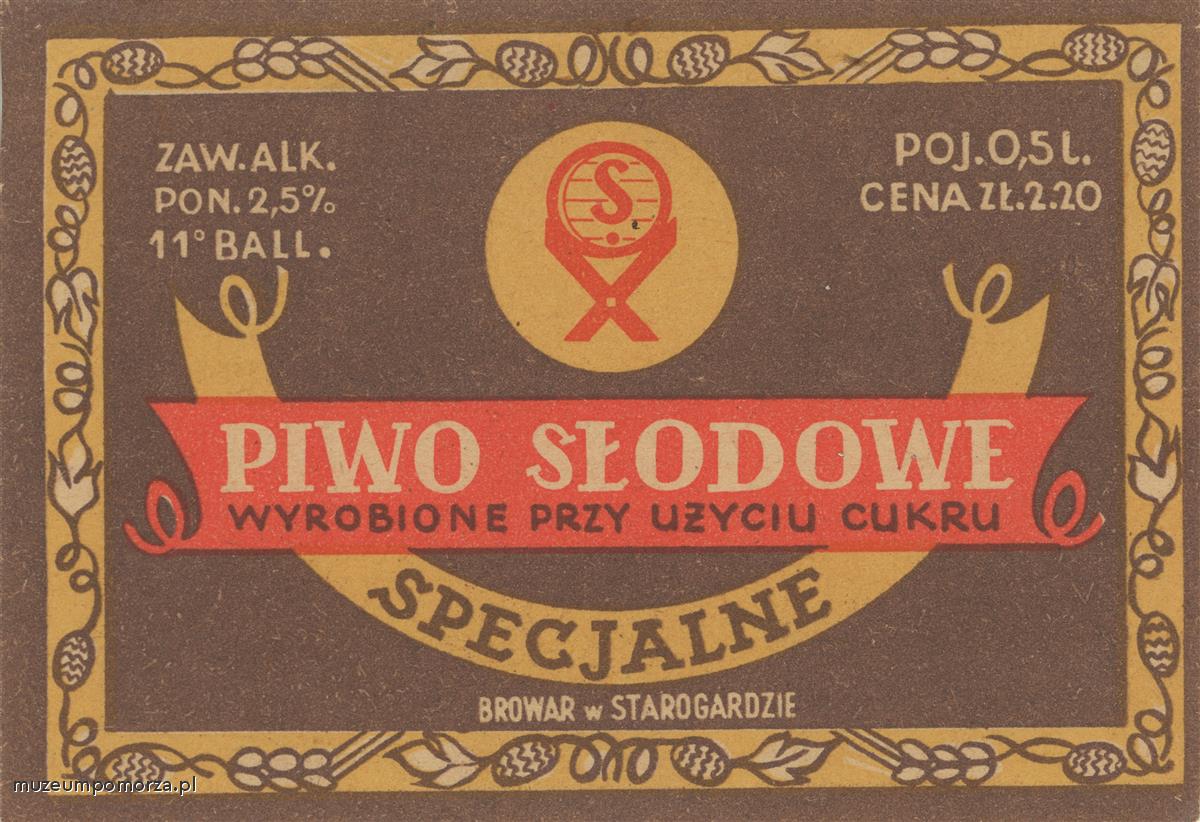 ZAW. ALK.
PON. 2,5%
11° BALL.
POJ. 0,5 l.
CENA ZŁ. 2.20
S
PIWO SŁODOWE
WYROBIONE PRZY UŻYCIU CUKRU
SPECJALNE
BROWAR w STAROGARDZIE
muzeumpomorza.pl